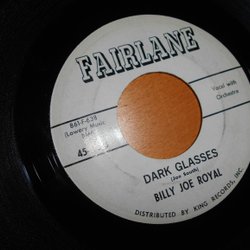 FAIRLANE
Vocal with
Orchestra
(Lowery Music
45
DARK GLASSES
(Joe South)
BILLY JOE ROYAL
DISTRIBUTED BY KING RECORDS, INC.